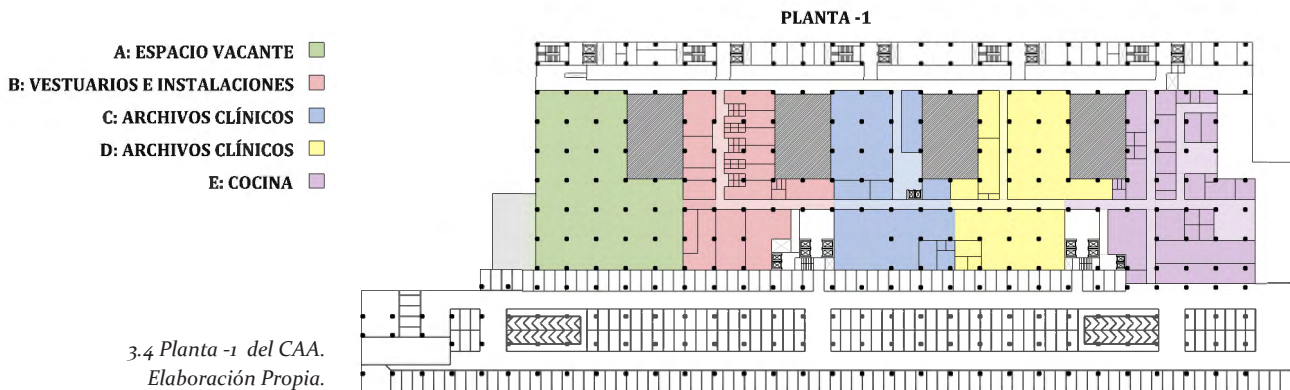 PLANTA -1
A: ESPACIO VACANTE
B: VESTUARIOS E INSTALACIONES
C: ARCHIVOS CLÍNICOS
D: ARCHIVOS CLÍNICOS
E: COCINA
3.4 Planta -1 del CAA.
Elaboración Propia.